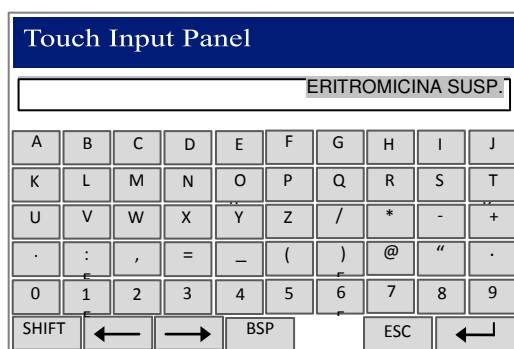 Touch Input Panel
ERITROMICINA SUSP.
A B C D E F G H I J
K L M N O P Q R S T
U V W X Y Z / * - +
. : , = _ ( ) @ “ .
0 1 2 3 4 5 6 7 8 9
SHIFT BSP ESC